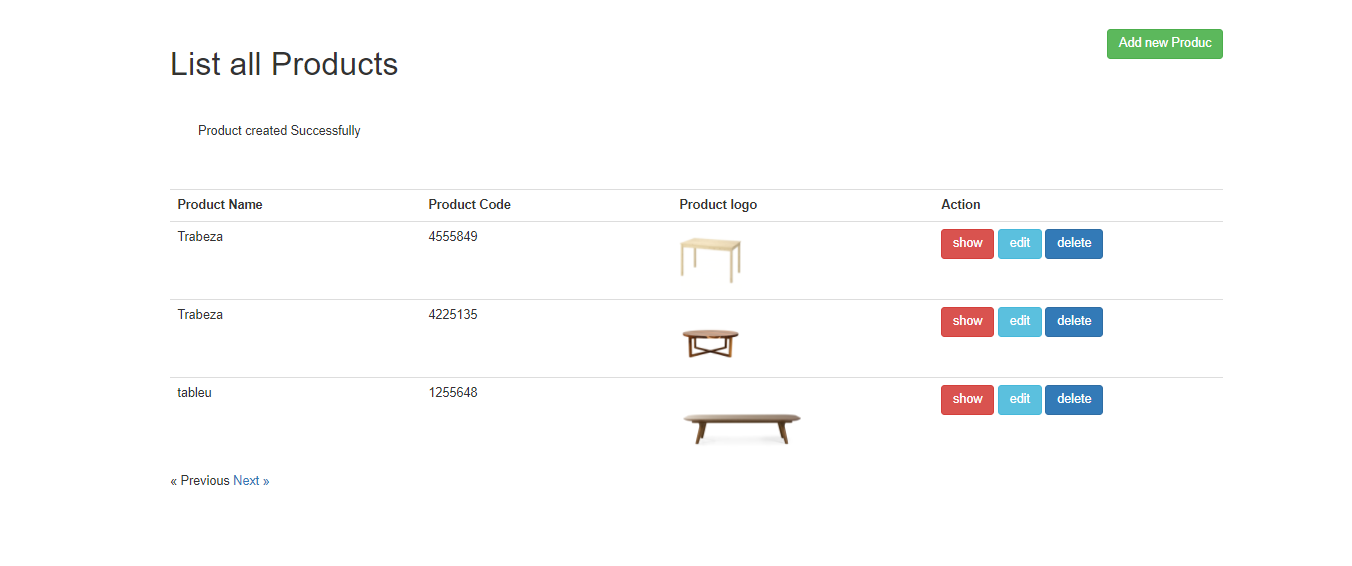 Add new Produc
List all Products
Product created Successfully
Product Name Product Code Product logo Action
Trabeza 4555849 show edit delete
Trabeza 4225135 show edit delete
tableu 1255648 show edit delete
« Previous Next »